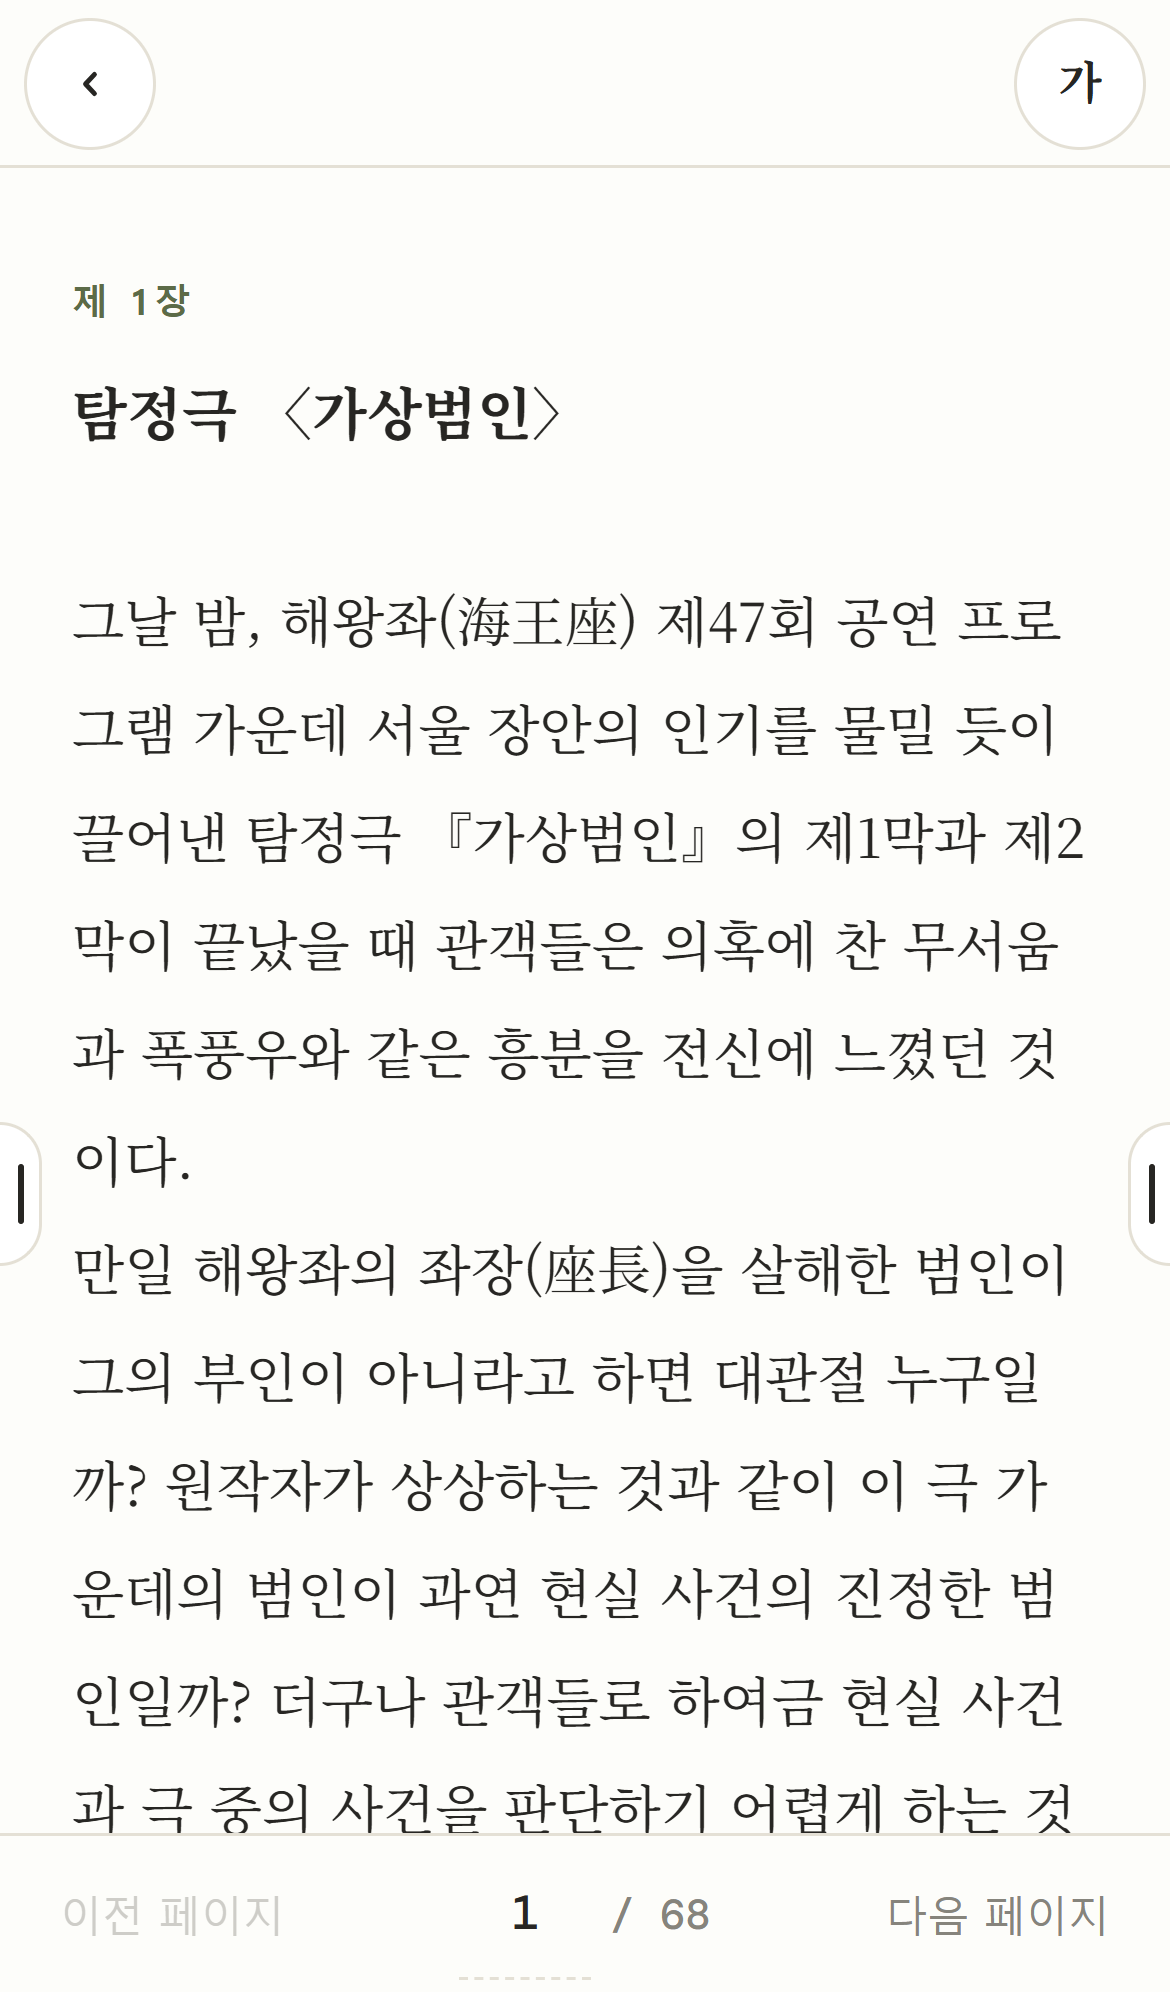 가
제 1장
탐정극 〈가상범인〉
그날 밤, 해왕좌(海王座) 제47회 공연 프로
그램 가운데 서울 장안의 인기를 물밀 듯이
끌어낸 탐정극 『가상범인』의 제1막과 제2
막이 끝났을 때 관객들은 의혹에 찬 무서움
과 폭풍우와 같은 흥분을 전신에 느꼈던 것
이다.
만일 해왕좌의 좌장(座長)을 살해한 범인이
그의 부인이 아니라고 하면 대관절 누구일
까? 원작자가 상상하는 것과 같이 이 극 가
운데의 범인이 과연 현실 사건의 진정한 범
인일까? 더구나 관객들로 하여금 현실 사건
과 극 중의 사건을 판단하기 어렵게 하는 것
이전 페이지 1 / 68 다음 페이지